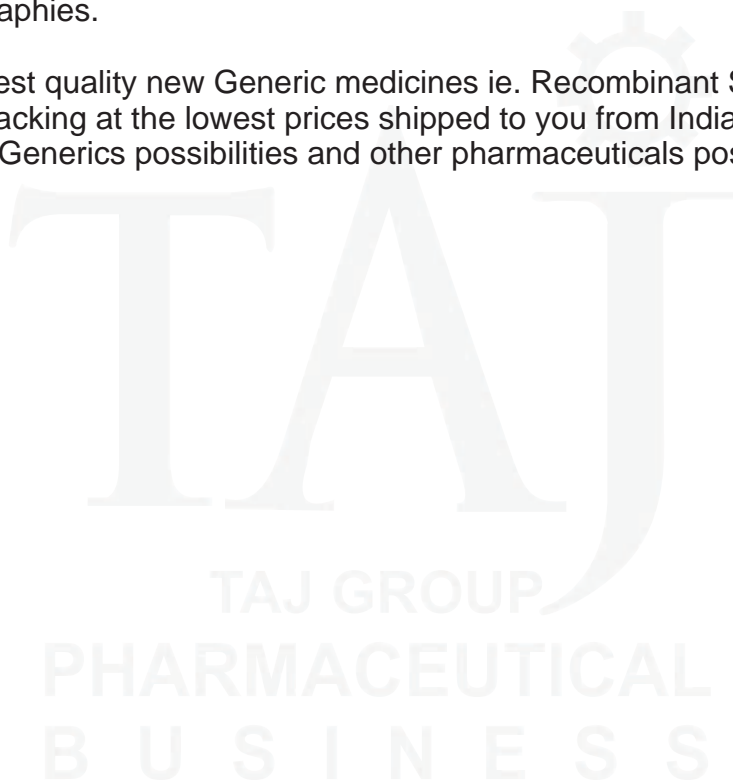 aphies.
est quality new Generic medicines ie. Recombinant S
acking at the lowest prices shipped to you from India
Generics possibilities and other pharmaceuticals pos
TAJ
TAJ GROUP
PHARMACEUTICAL
BUSINESS